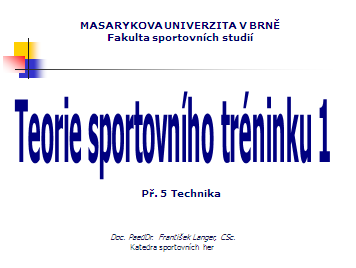 MASARYKOVA UNIVERZITA V BRNĚ
Fakulta sportovních studií
Teorie sportovního tréninku 1
Př. 5 Technika
Doc. PaedDr. František Langer, CSc.
Katedra sportovních her